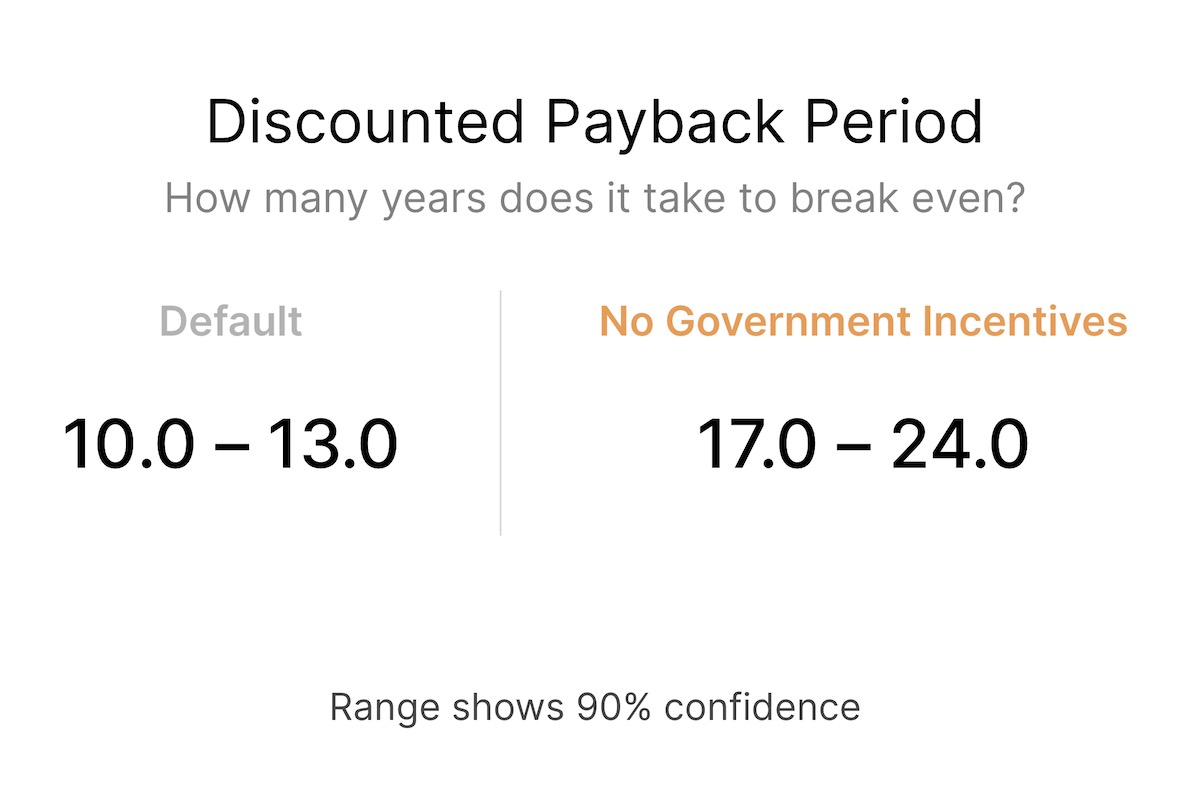 Discounted Payback Period
How many years does it take to break even?
Default
No Government Incentives
10.0 – 13.0
17.0 – 24.0
Range shows 90% confidence